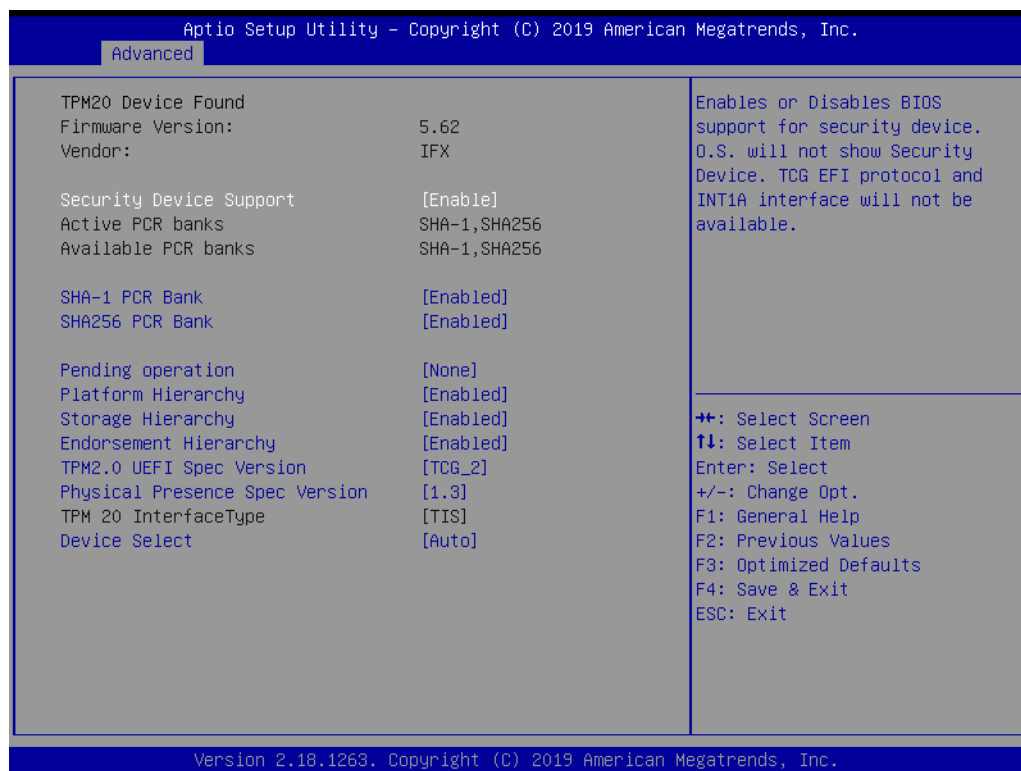 Aptio Setup Utility – Copyright (C) 2019 American Megatrends, Inc.
Advanced
TPM20 Device Found
Firmware Version: 5.62
Vendor: IFX
Security Device Support [Enable]
Active PCR banks SHA-1,SHA256
Available PCR banks SHA-1,SHA256
SHA-1 PCR Bank [Enabled]
SHA256 PCR Bank [Enabled]
Pending operation [None]
Platform Hierarchy [Enabled]
Storage Hierarchy [Enabled]
Endorsement Hierarchy [Enabled]
TPM2.0 UEFI Spec Version [TCG_2]
Physical Presence Spec Version [1.3]
TPM 20 InterfaceType [TIS]
Device Select [Auto]
Enables or Disables BIOS
support for security device.
O.S. will not show Security
Device. TCG EFI protocol and
INT1A interface will not be
available.
→←: Select Screen
↑↓: Select Item
Enter: Select
+/-: Change Opt.
F1: General Help
F2: Previous Values
F3: Optimized Defaults
F4: Save & Exit
ESC: Exit
Version 2.18.1263. Copyright (C) 2019 American Megatrends, Inc.